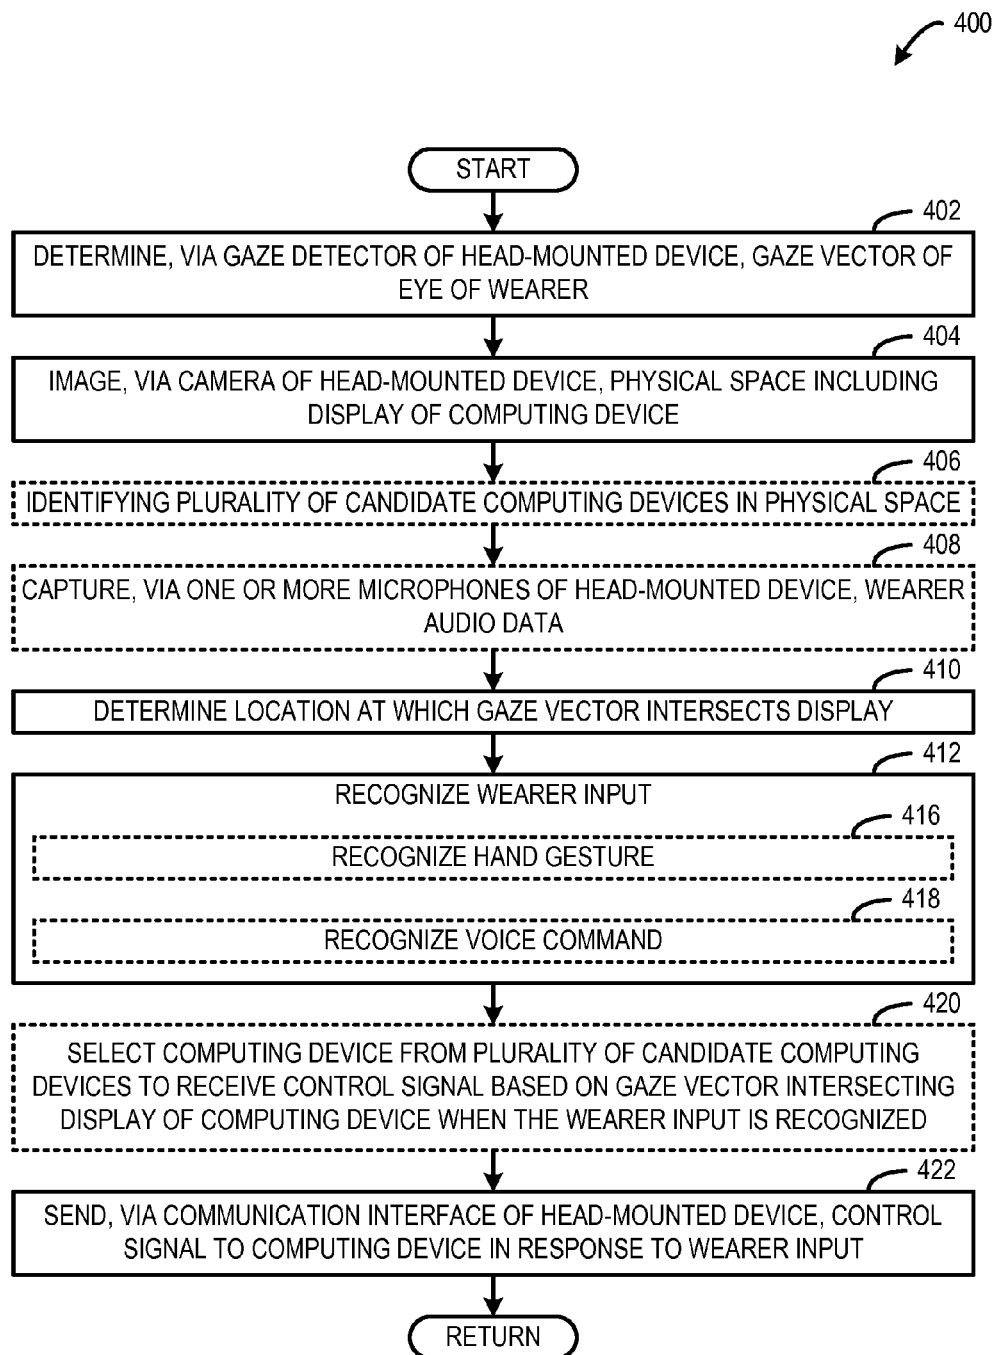 400
START
402
DETERMINE, VIA GAZE DETECTOR OF HEAD-MOUNTED DEVICE, GAZE VECTOR OF
EYE OF WEARER
404
IMAGE, VIA CAMERA OF HEAD-MOUNTED DEVICE, PHYSICAL SPACE INCLUDING
DISPLAY OF COMPUTING DEVICE
406
IDENTIFYING PLURALITY OF CANDIDATE COMPUTING DEVICES IN PHYSICAL SPACE
408
CAPTURE, VIA ONE OR MORE MICROPHONES OF HEAD-MOUNTED DEVICE, WEARER
AUDIO DATA
410
DETERMINE LOCATION AT WHICH GAZE VECTOR INTERSECTS DISPLAY
412
RECOGNIZE WEARER INPUT
416
RECOGNIZE HAND GESTURE
418
RECOGNIZE VOICE COMMAND
420
SELECT COMPUTING DEVICE FROM PLURALITY OF CANDIDATE COMPUTING
DEVICES TO RECEIVE CONTROL SIGNAL BASED ON GAZE VECTOR INTERSECTING
DISPLAY OF COMPUTING DEVICE WHEN THE WEARER INPUT IS RECOGNIZED
422
SEND, VIA COMMUNICATION INTERFACE OF HEAD-MOUNTED DEVICE, CONTROL
SIGNAL TO COMPUTING DEVICE IN RESPONSE TO WEARER INPUT
RETURN